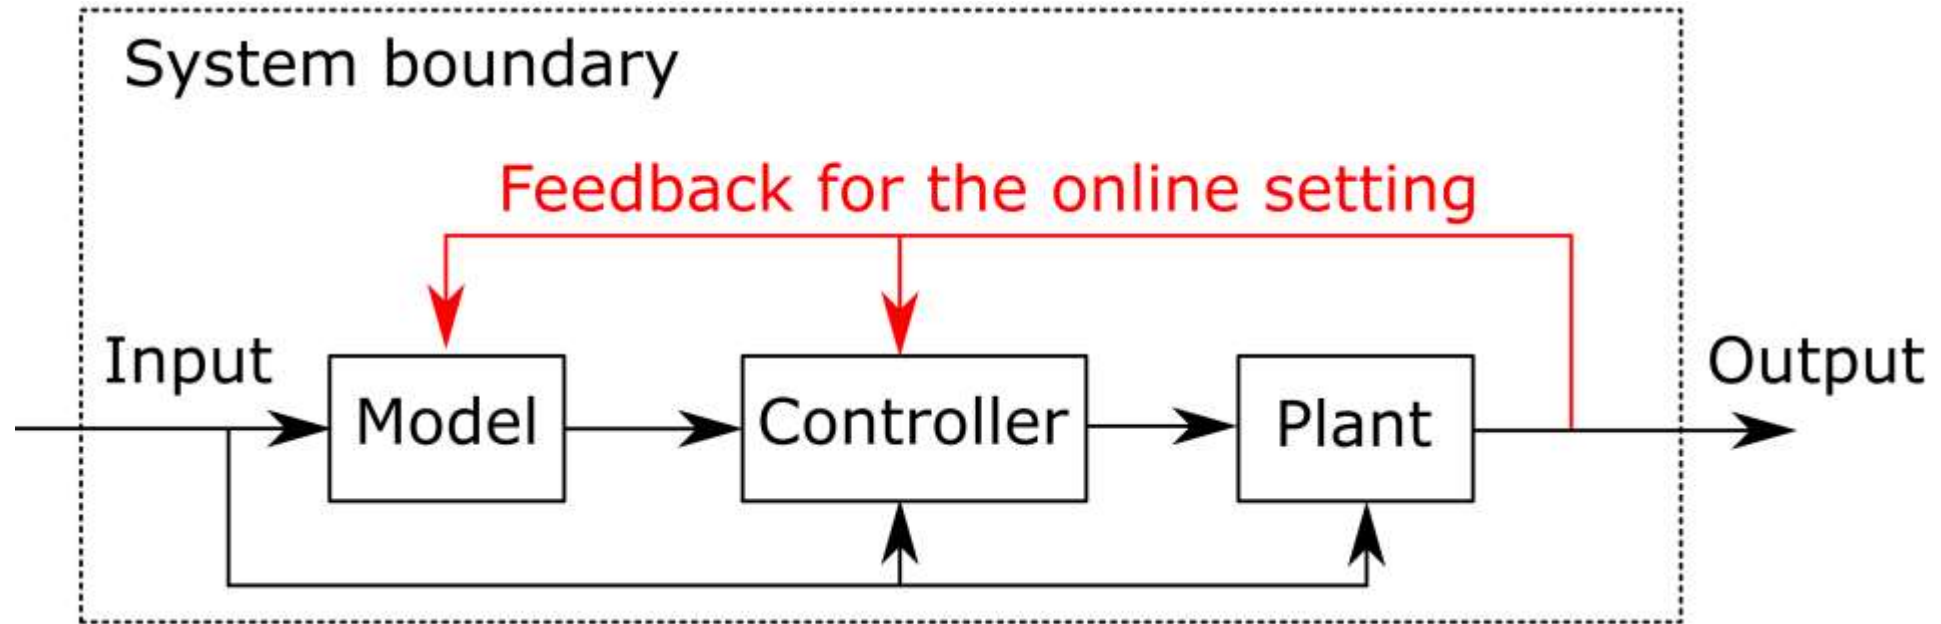 System boundary
Feedback for the online setting
Input
Output
Model
Controller
Plant